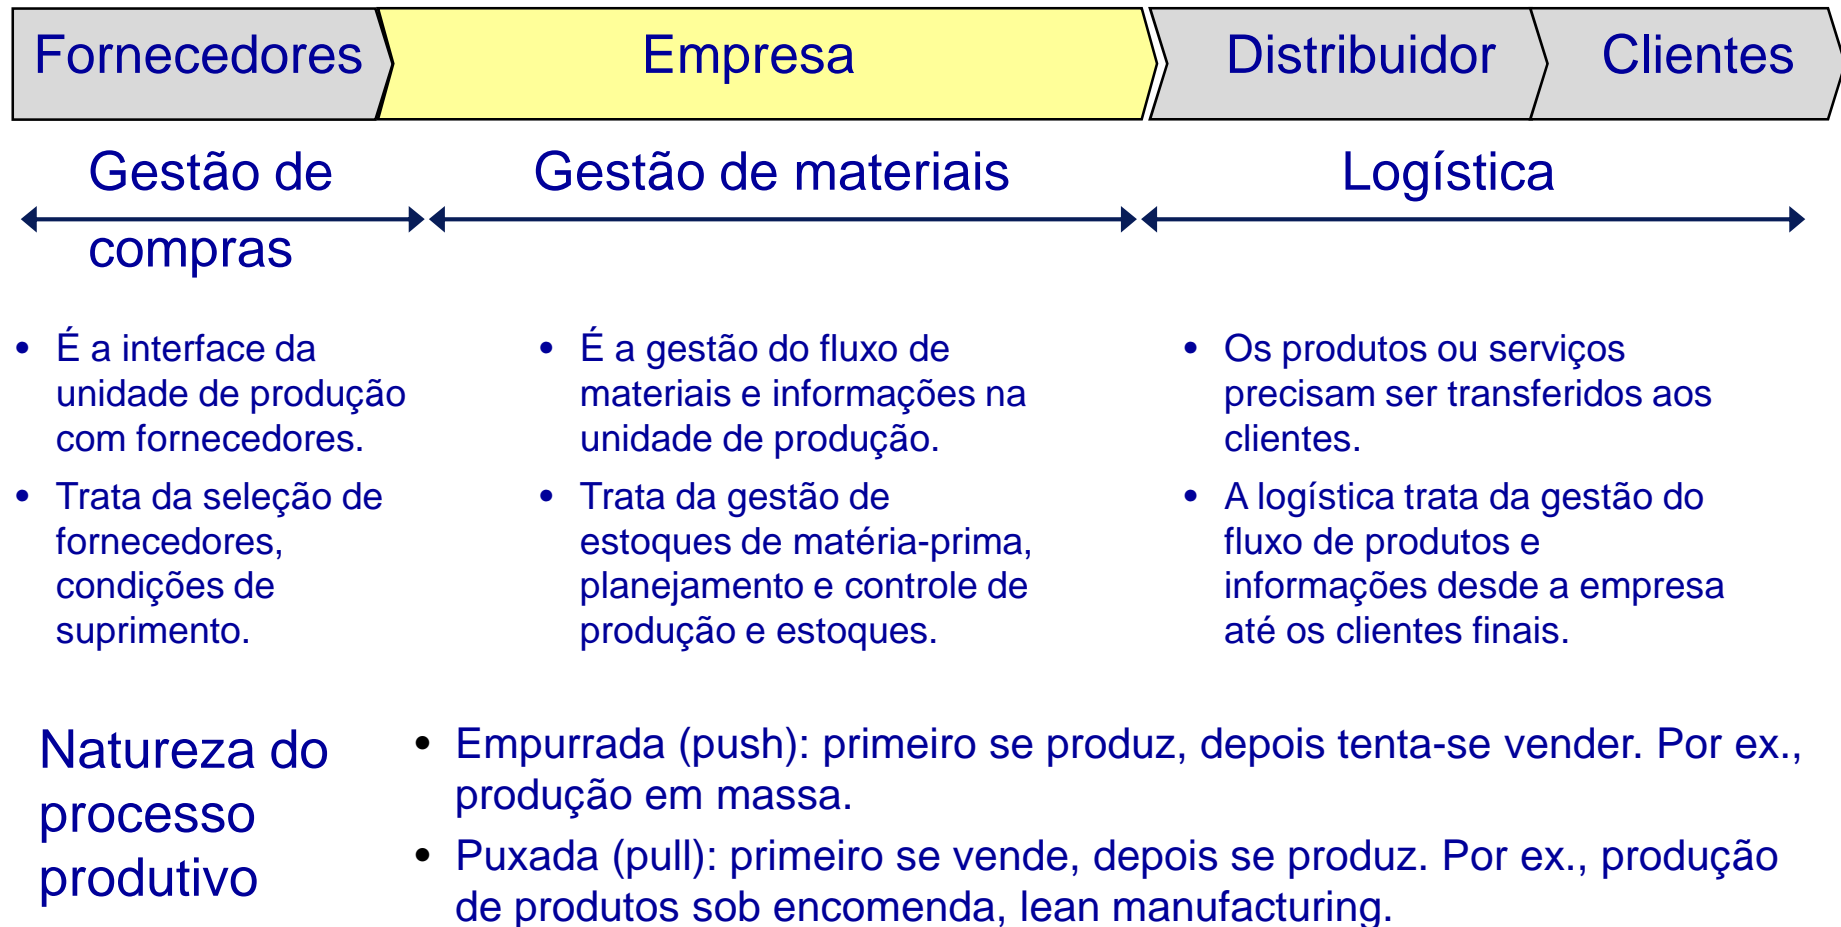 Fornecedores
Empresa
Distribuidor
Clientes
Gestão de
compras
Gestão de materiais
Logística
• É a interface da
unidade de produção
com fornecedores.
• Trata da seleção de
fornecedores,
condições de
suprimento.
• É a gestão do fluxo de
materiais e informações na
unidade de produção.
• Trata da gestão de
estoques de matéria-prima,
planejamento e controle de
produção e estoques.
• Os produtos ou serviços
precisam ser transferidos aos
clientes.
• A logística trata da gestão do
fluxo de produtos e
informações desde a empresa
até os clientes finais.
Natureza do
processo
produtivo
• Empurrada (push): primeiro se produz, depois tenta-se vender. Por ex.,
produção em massa.
• Puxada (pull): primeiro se vende, depois se produz. Por ex., produção
de produtos sob encomenda, lean manufacturing.